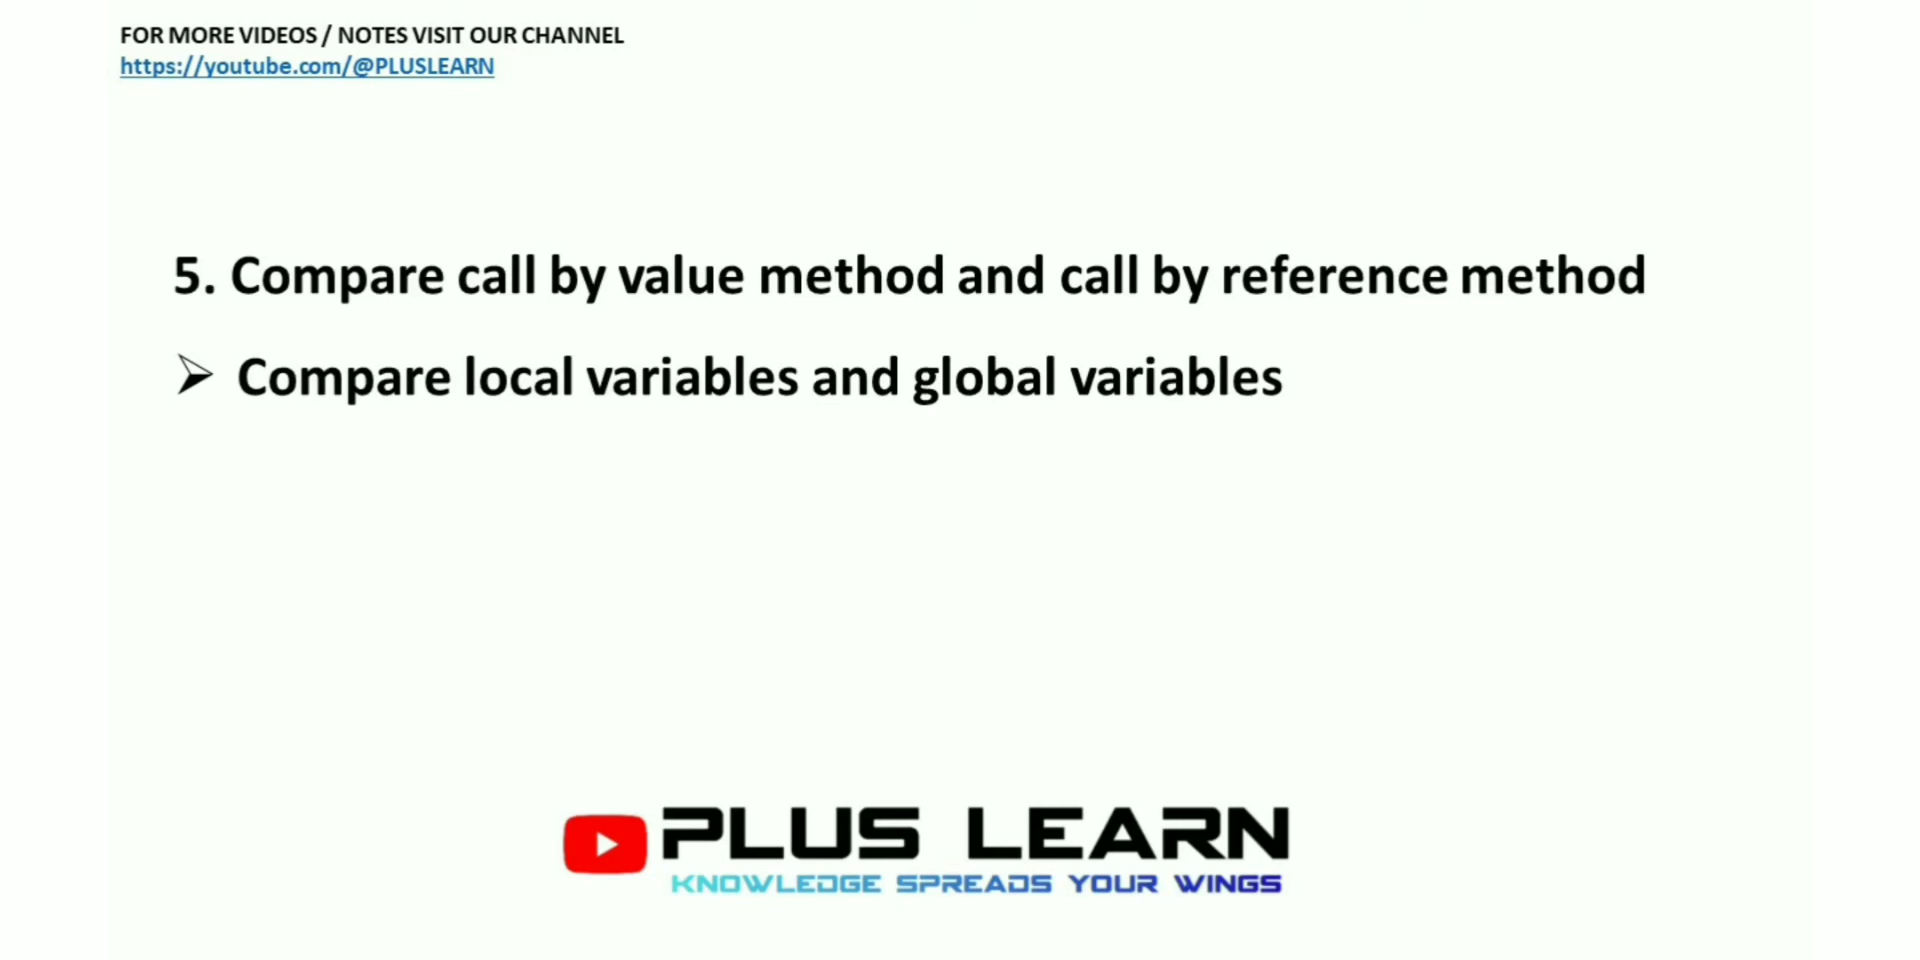 FOR MORE VIDEOS / NOTES VISIT OUR CHANNEL
https://youtube.com/@PLUSLEARN
5. Compare call by value method and call by reference method
➢ Compare local variables and global variables
PLUS LEARN
KNOWLEDGE SPREADS YOUR WINGS